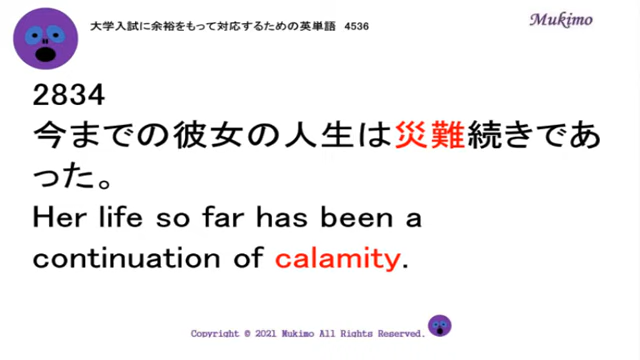 大学入試に余裕をもって対応するための英単語 4536
Mukimo
2834
今までの彼女の人生は災難続きであ
った。
Her life so far has been a
continuation of calamity.
Copyright © 2021 Mukimo All Rights Reserved.